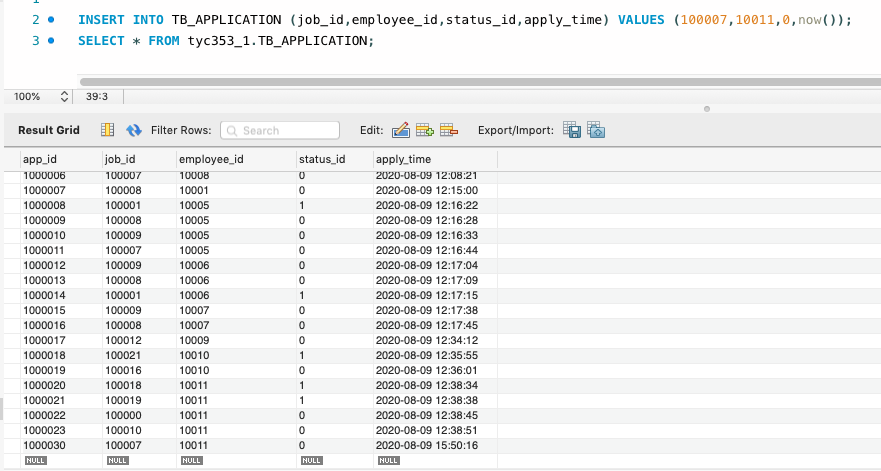 2 INSERT INTO TB_APPLICATION (job_id,employee_id,status_id,apply_time) VALUES (100007,10011,0,now());
3 SELECT * FROM tyc353_1.TB_APPLICATION;
100% 39:3
Result Grid Filter Rows: Search Edit: Export/Import:
app_id job_id employee_id status_id apply_time
1000006 100007 10008 0 2020-08-09 12:08:21
1000007 100008 10001 0 2020-08-09 12:15:00
1000008 100001 10005 1 2020-08-09 12:16:22
1000009 100008 10005 0 2020-08-09 12:16:28
1000010 100009 10005 0 2020-08-09 12:16:33
1000011 100007 10005 0 2020-08-09 12:16:44
1000012 100009 10006 0 2020-08-09 12:17:04
1000013 100008 10006 0 2020-08-09 12:17:09
1000014 100001 10006 1 2020-08-09 12:17:15
1000015 100009 10007 0 2020-08-09 12:17:38
1000016 100008 10007 0 2020-08-09 12:17:45
1000017 100012 10009 0 2020-08-09 12:34:12
1000018 100021 10010 1 2020-08-09 12:35:55
1000019 100016 10010 0 2020-08-09 12:36:01
1000020 100018 10011 1 2020-08-09 12:38:34
1000021 100019 10011 1 2020-08-09 12:38:38
1000022 100000 10011 0 2020-08-09 12:38:45
1000023 100010 10011 0 2020-08-09 12:38:51
1000030 100007 10011 0 2020-08-09 15:50:16
NULL NULL NULL NULL NULL